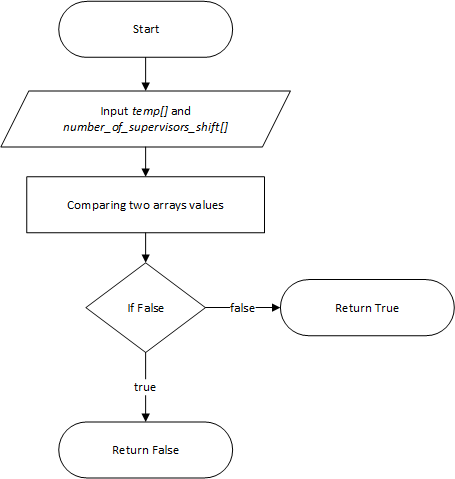 Start
Input temp[] and
number_of_supervisors_shift[]
Comparing two arrays values
If False
false
Return True
true
Return False